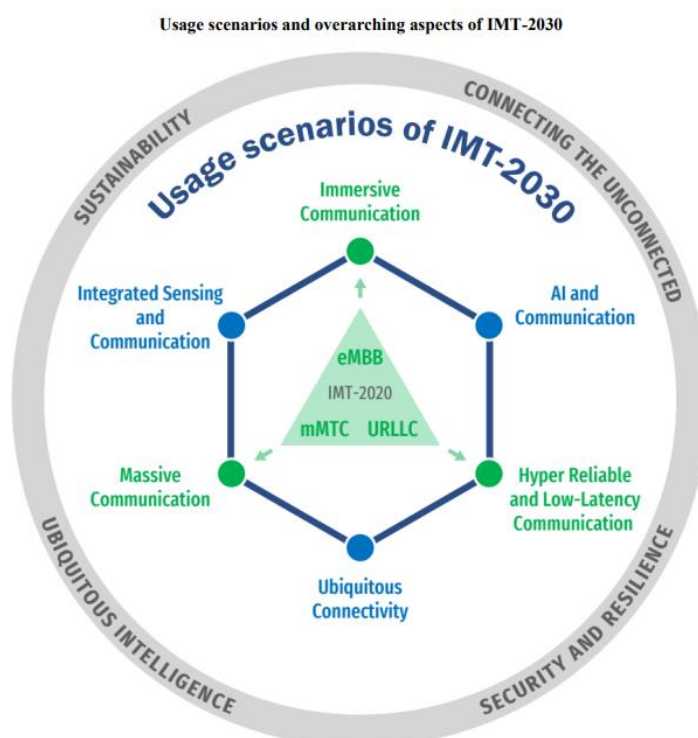 Usage scenarios and overarching aspects of IMT-2030
SUSTAINABILITY
CONNECTING THE UNCONNECTED
Usage scenarios of IMT-2030
Immersive
Communication
Integrated Sensing
and
Communication
AI and
Communication
eMBB
IMT-2020
mMTC URLLC
Massive
Communication
Hyper Reliable
and Low-Latency
Communication
Ubiquitous
Connectivity
UBIQUITOUS INTELLIGENCE
SECURITY AND RESILIENCE